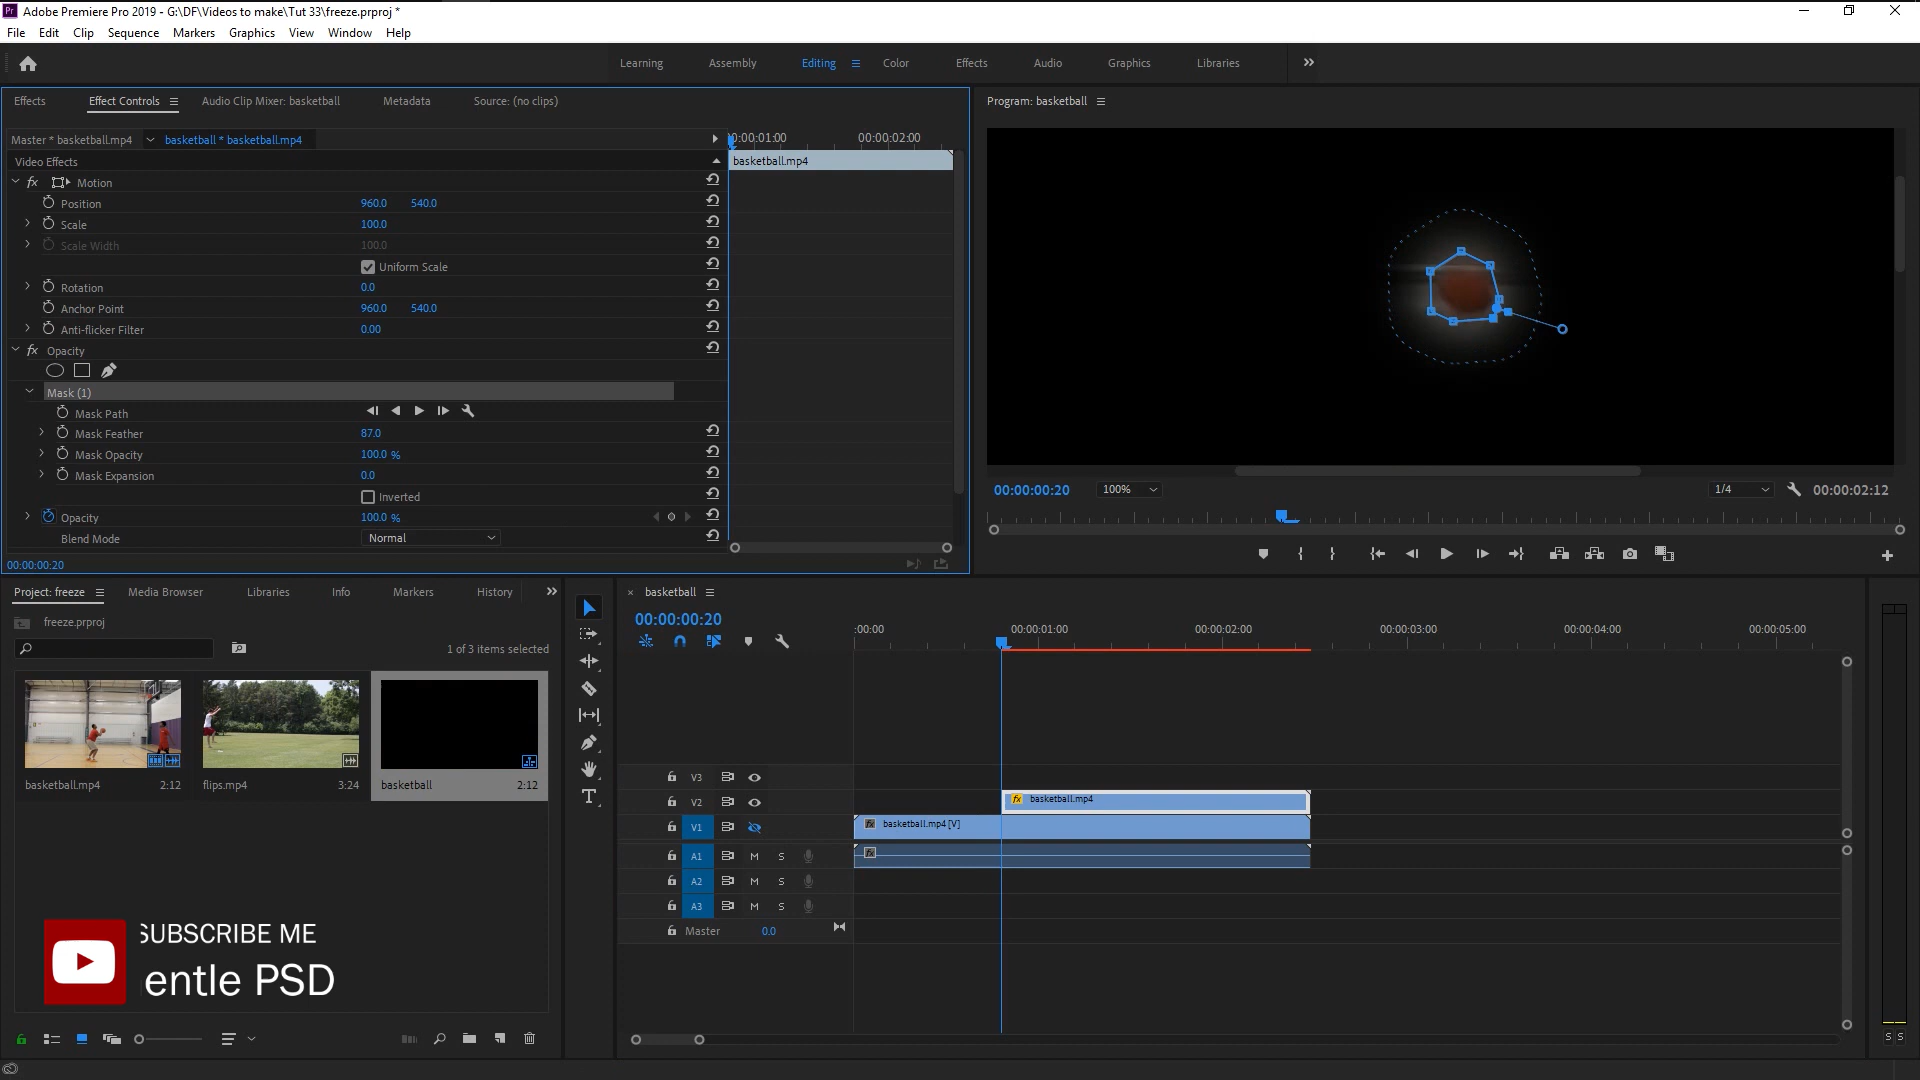 Pr Adobe Premiere Pro 2019 - G:\DF\Videos to make\Tut 33\freeze.prproj *
File Edit Clip Sequence Markers Graphics View Window Help
Learning Assembly Editing Color Effects Audio Graphics Libraries
Effects Effect Controls Audio Clip Mixer: basketball Metadata Source: (no clips)
Program: basketball
Master * basketball.mp4 basketball * basketball.mp4
0:00:01:00 00:00:02:00
Video Effects
basketball.mp4
fx Motion
Position 960.0 540.0
Scale 100.0
Scale Width 100.0
Uniform Scale
Rotation 0.0
Anchor Point 960.0 540.0
Anti-flicker Filter 0.00
fx Opacity
Mask (1)
Mask Path
Mask Feather 87.0
Mask Opacity 100.0 %
Mask Expansion 0.0
Inverted
Opacity 100.0 %
Blend Mode Normal
00:00:00:20
00:00:00:20 100% 1/4 00:00:02:12
Project: freeze Media Browser Libraries Info Markers History
freeze.prproj
1 of 3 items selected
basketball.mp4 2:12
flips.mp4 3:24
basketball 2:12
SUBSCRIBE ME
entle PSD
basketball
00:00:00:20
:00:00 00:00:01:00 00:00:02:00 00:00:03:00 00:00:04:00 00:00:05:00
V3
V2 fx basketball.mp4
V1 fx basketball.mp4 [V]
A1 M S fx
A2 M S
A3 M S
Master 0.0
S S